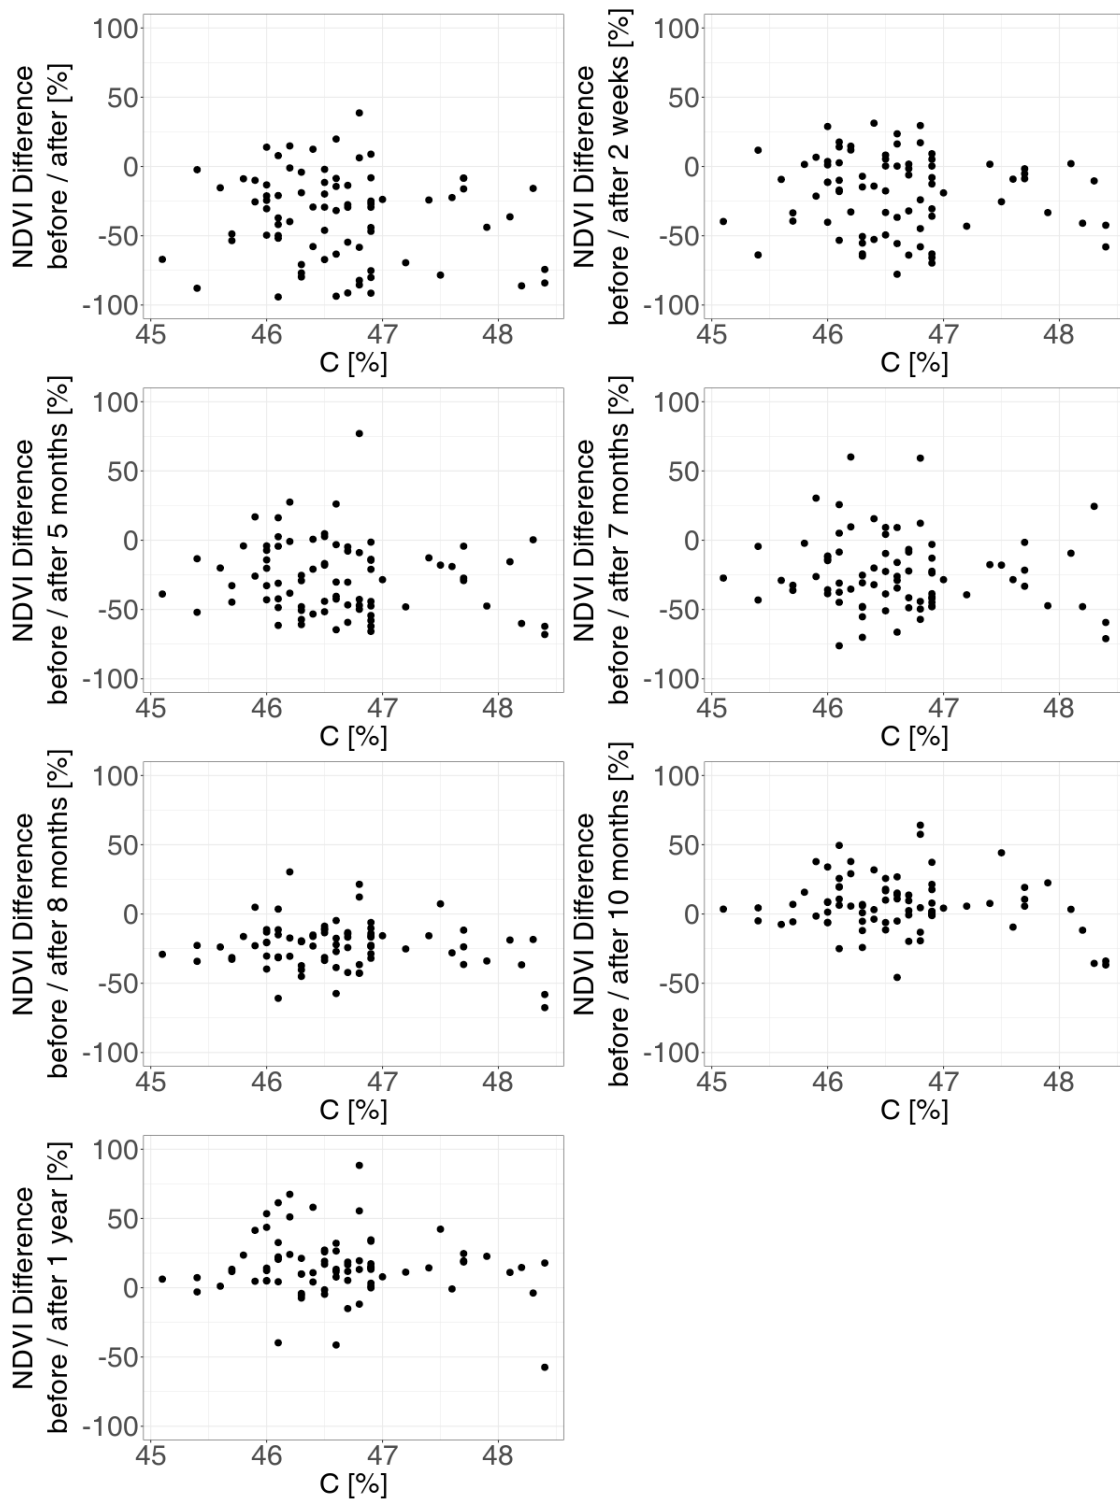 NDVI Difference
before / after [%]
100
50
0
-50
-100
45 46 47 48
C [%]
NDVI Difference
before / after 2 weeks [%]
100
50
0
-50
-100
45 46 47 48
C [%]
NDVI Difference
before / after 5 months [%]
100
50
0
-50
-100
45 46 47 48
C [%]
NDVI Difference
before / after 7 months [%]
100
50
0
-50
-100
45 46 47 48
C [%]
NDVI Difference
before / after 8 months [%]
100
50
0
-50
-100
45 46 47 48
C [%]
NDVI Difference
before / after 10 months [%]
100
50
0
-50
-100
45 46 47 48
C [%]
NDVI Difference
before / after 1 year [%]
100
50
0
-50
-100
45 46 47 48
C [%]